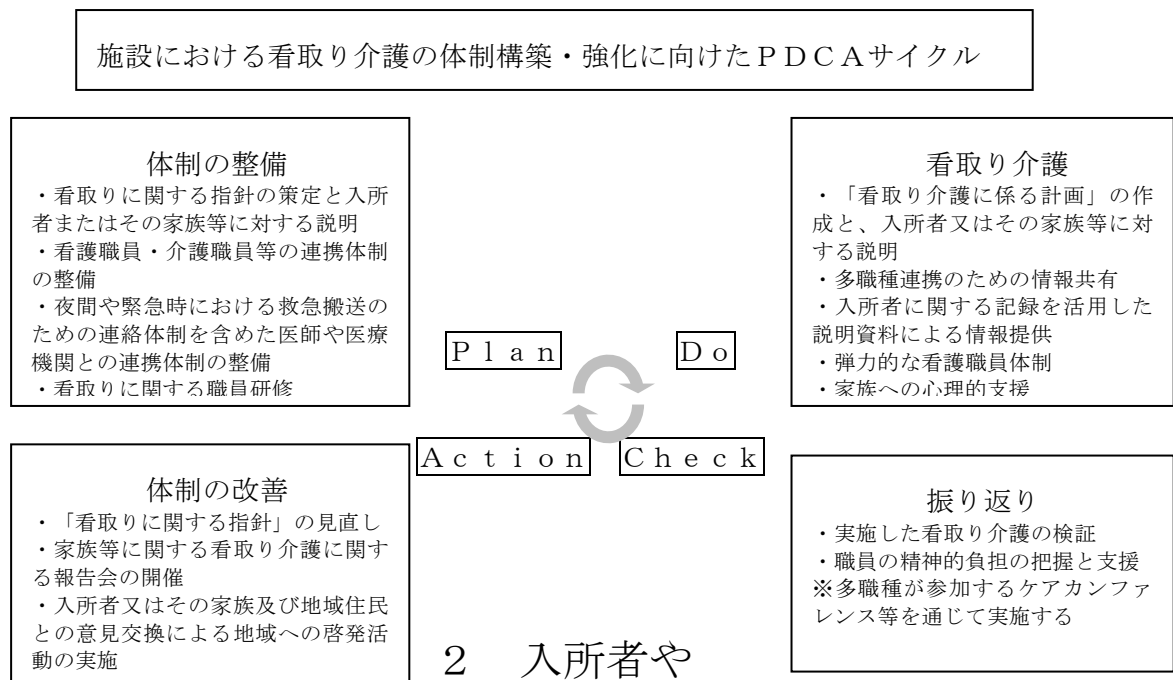 施設における看取り介護の体制構築・強化に向けたＰＤＣＡサイクル
体制の整備
・看取りに関する指針の策定と入所
者またはその家族等に対する説明
・看護職員・介護職員等の連携体制
の整備
・夜間や緊急時における救急搬送の
ための連絡体制を含めた医師や医療
機関との連携体制の整備
・看取りに関する職員研修
看取り介護
・「看取り介護に係る計画」の作
成と、入所者又はその家族等に対
する説明
・多職種連携のための情報共有
・入所者に関する記録を活用した
説明資料による情報提供
・弾力的な看護職員体制
・家族への心理的支援
Ｐｌａｎ
Ｄｏ
Ａｃｔｉｏｎ
Ｃｈｅｃｋ
体制の改善
・「看取りに関する指針」の見直し
・家族等に関する看取り介護に関す
る報告会の開催
・入所者又はその家族及び地域住民
との意見交換による地域への啓発活
動の実施
振り返り
・実施した看取り介護の検証
・職員の精神的負担の把握と支援
※多職種が参加するケアカンファ
レンス等を通じて実施する
２　入所者や